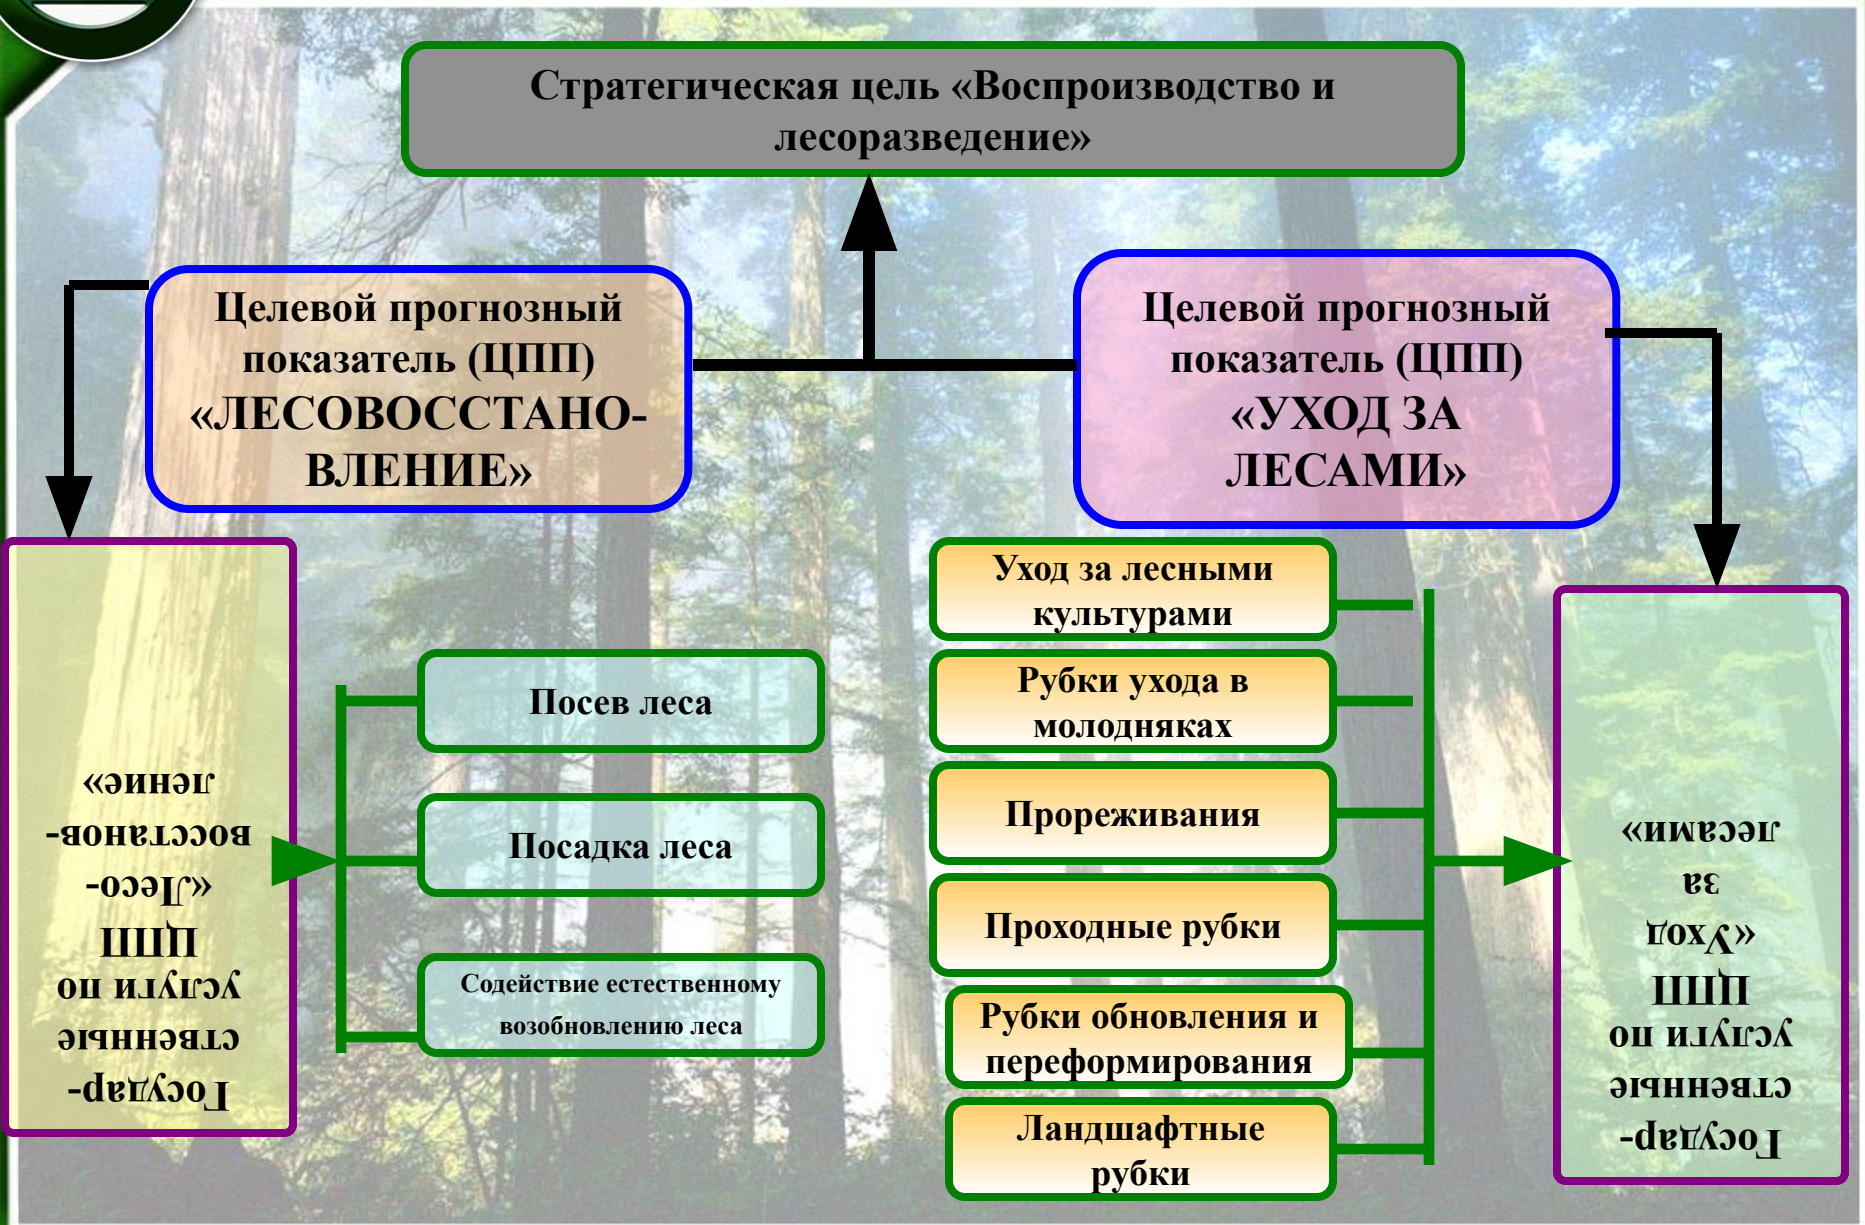 Стратегическая цель «Воспроизводство и
лесоразведение»
Целевой прогнозный
показатель (ЦПП)
«ЛЕСОВОССТАНО-
ВЛЕНИЕ»
Целевой прогнозный
показатель (ЦПП)
«УХОД ЗА
ЛЕСАМИ»
Государ-
ственные
услуги по
ЦПП
«Лесо-
восстанов-
ление»
Посев леса
Посадка леса
Содействие естественному
возобновлению леса
Уход за лесными
культурами
Рубки ухода в
молодняках
Прореживания
Проходные рубки
Рубки обновления и
переформирования
Ландшафтные
рубки
Государ-
ственные
услуги по
ЦПП
«Уход
за
лесами»